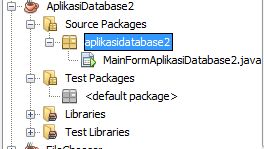 AplikasiDatabase2
Source Packages
aplikasidatabase2
MainFormAplikasiDatabase2.java
Test Packages
<default package>
Libraries
Test Libraries